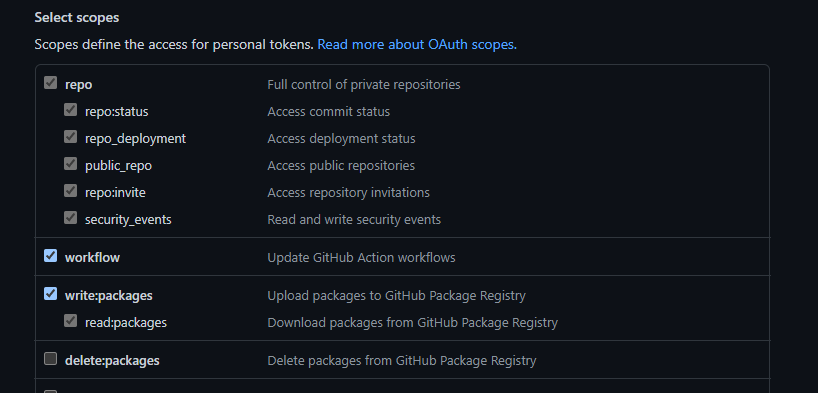 Select scopes
Scopes define the access for personal tokens. Read more about OAuth scopes.
repo Full control of private repositories
repo:status Access commit status
repo_deployment Access deployment status
public_repo Access public repositories
repo:invite Access repository invitations
security_events Read and write security events
workflow Update GitHub Action workflows
write:packages Upload packages to GitHub Package Registry
read:packages Download packages from GitHub Package Registry
delete:packages Delete packages from GitHub Package Registry